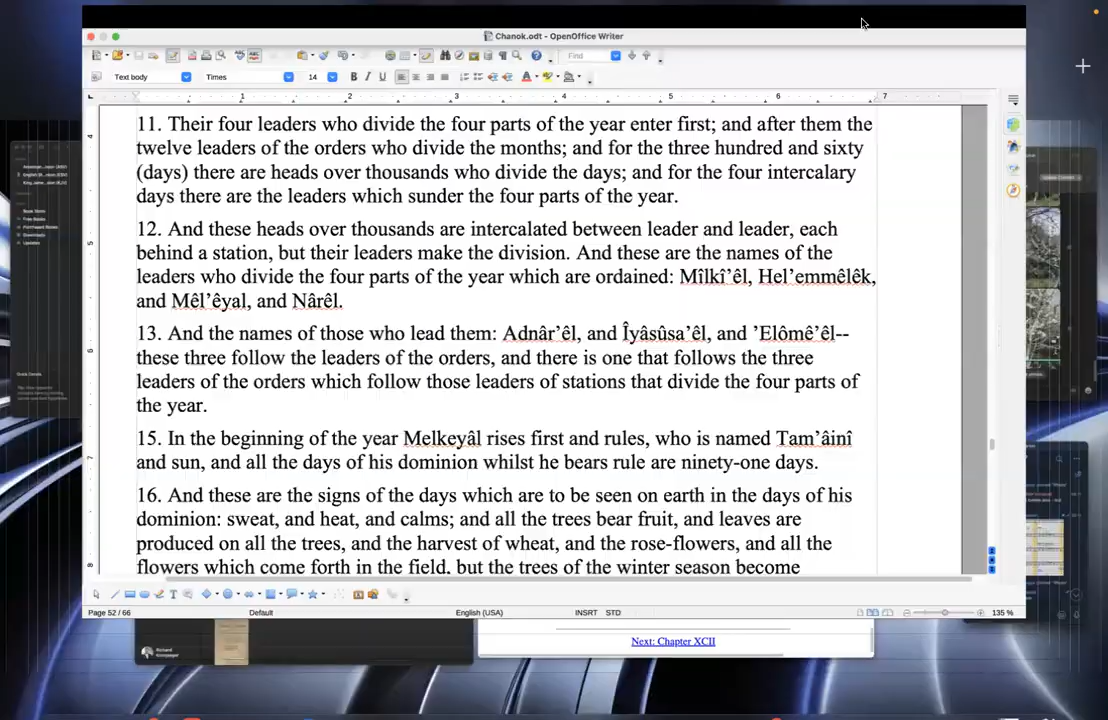 Chanok.odt - OpenOffice Writer
Find
Text body
Times
14
1 2 3 4 5 6 7
11. Their four leaders who divide the four parts of the year enter first; and after them the
twelve leaders of the orders who divide the months; and for the three hundred and sixty
(days) there are heads over thousands who divide the days; and for the four intercalary
days there are the leaders which sunder the four parts of the year.
12. And these heads over thousands are intercalated between leader and leader, each
behind a station, but their leaders make the division. And these are the names of the
leaders who divide the four parts of the year which are ordained: Mîlkî’êl, Hel’emmêlêk,
and Mêl’êyal, and Nârêl.
13. And the names of those who lead them: Adnâr’êl, and Îyâsûsa’êl, and ’Elômê’êl--
these three follow the leaders of the orders, and there is one that follows the three
leaders of the orders which follow those leaders of stations that divide the four parts of
the year.
15. In the beginning of the year Melkeyâl rises first and rules, who is named Tam’âinî
and sun, and all the days of his dominion whilst he bears rule are ninety-one days.
16. And these are the signs of the days which are to be seen on earth in the days of his
dominion: sweat, and heat, and calms; and all the trees bear fruit, and leaves are
produced on all the trees, and the harvest of wheat, and the rose-flowers, and all the
flowers which come forth in the field, but the trees of the winter season become
Page 52 / 66
Default
English (USA)
INSRT STD
135 %
Next: Chapter XCII